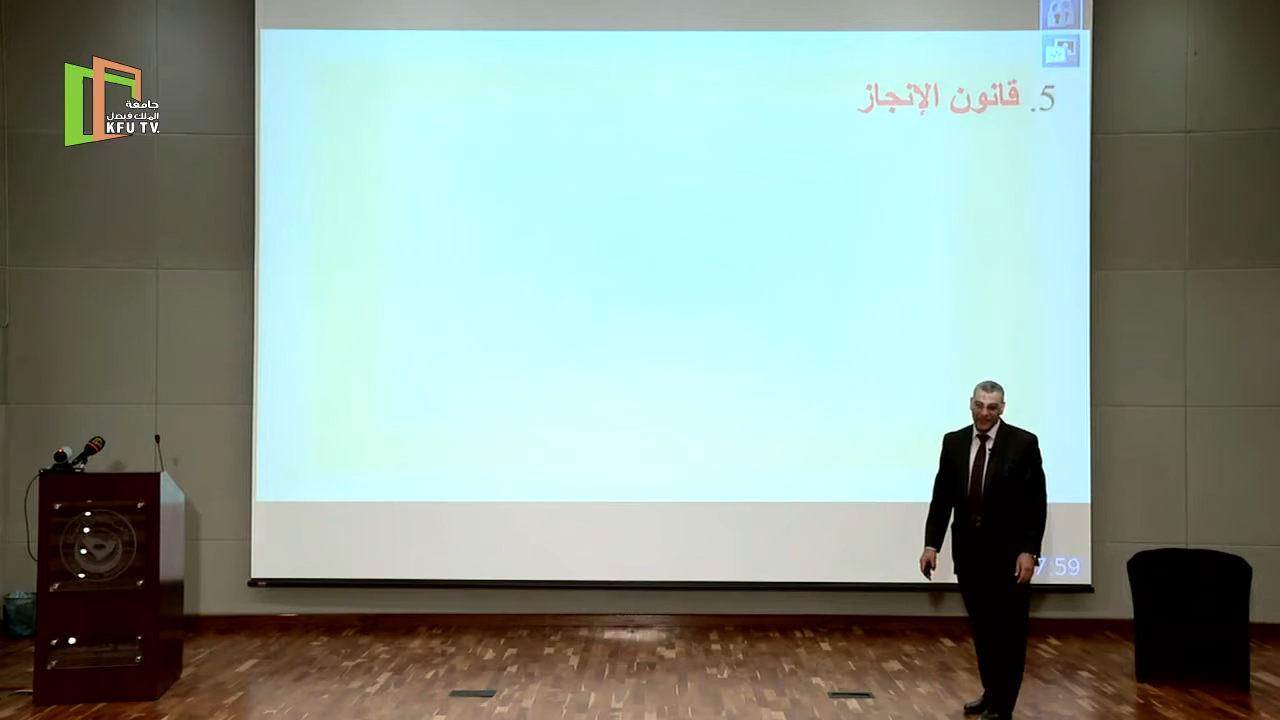 جامعة
الملك فيصل
KFU TV.
5. قانون الإنجاز
7:59